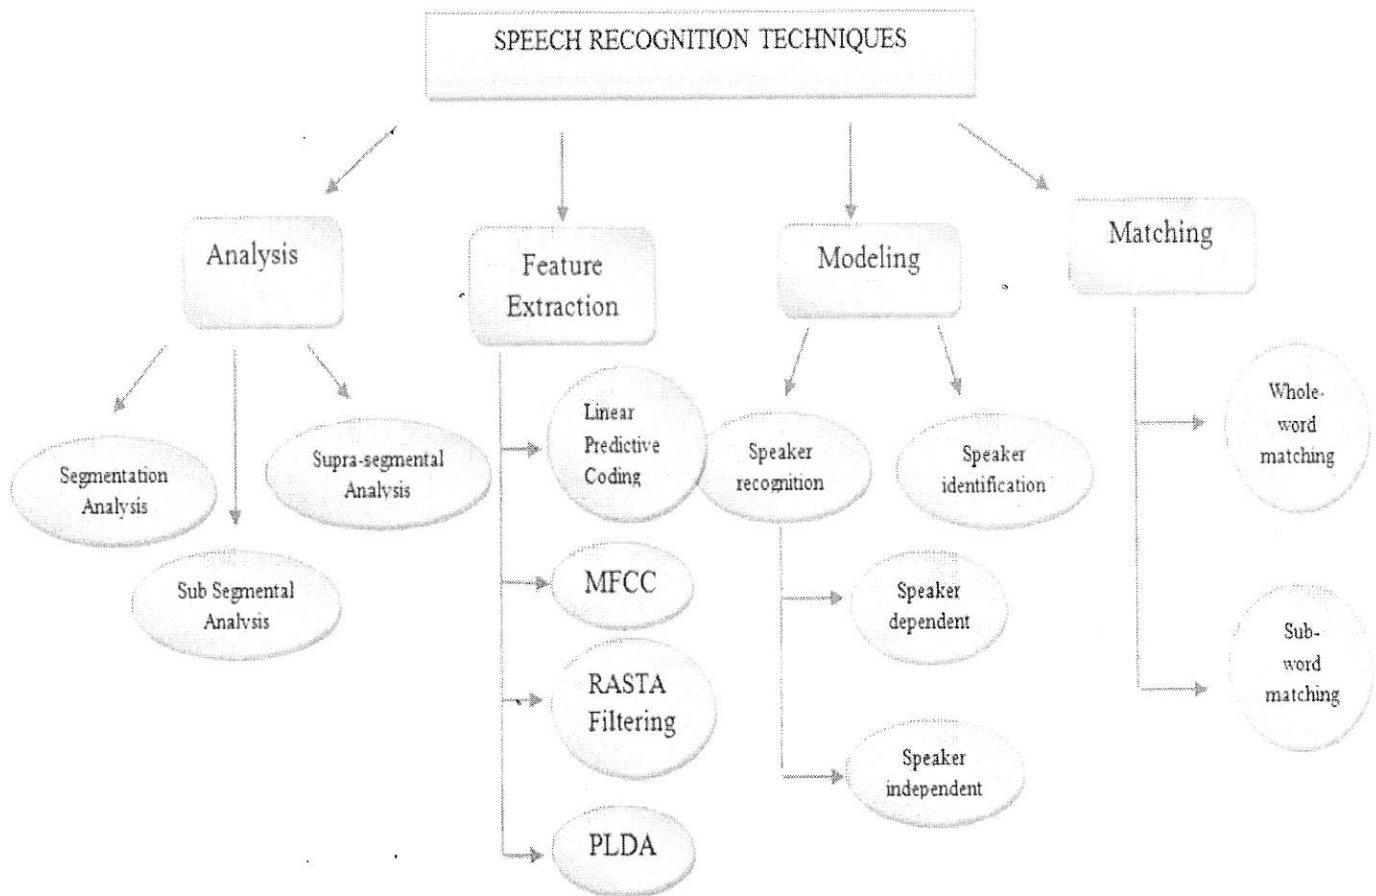 SPEECH RECOGNITION TECHNIQUES
Analysis
Feature
Extraction
Modeling
Matching
Segmentation
Analysis
Sub Segmental
Analysis
Supra-segmental
Analysis
Linear
Predictive
Coding
MFCC
RASTA
Filtering
PLDA
Speaker
recognition
Speaker
identification
Speaker
dependent
Speaker
independent
Whole-
word
matching
Sub-
word
matching